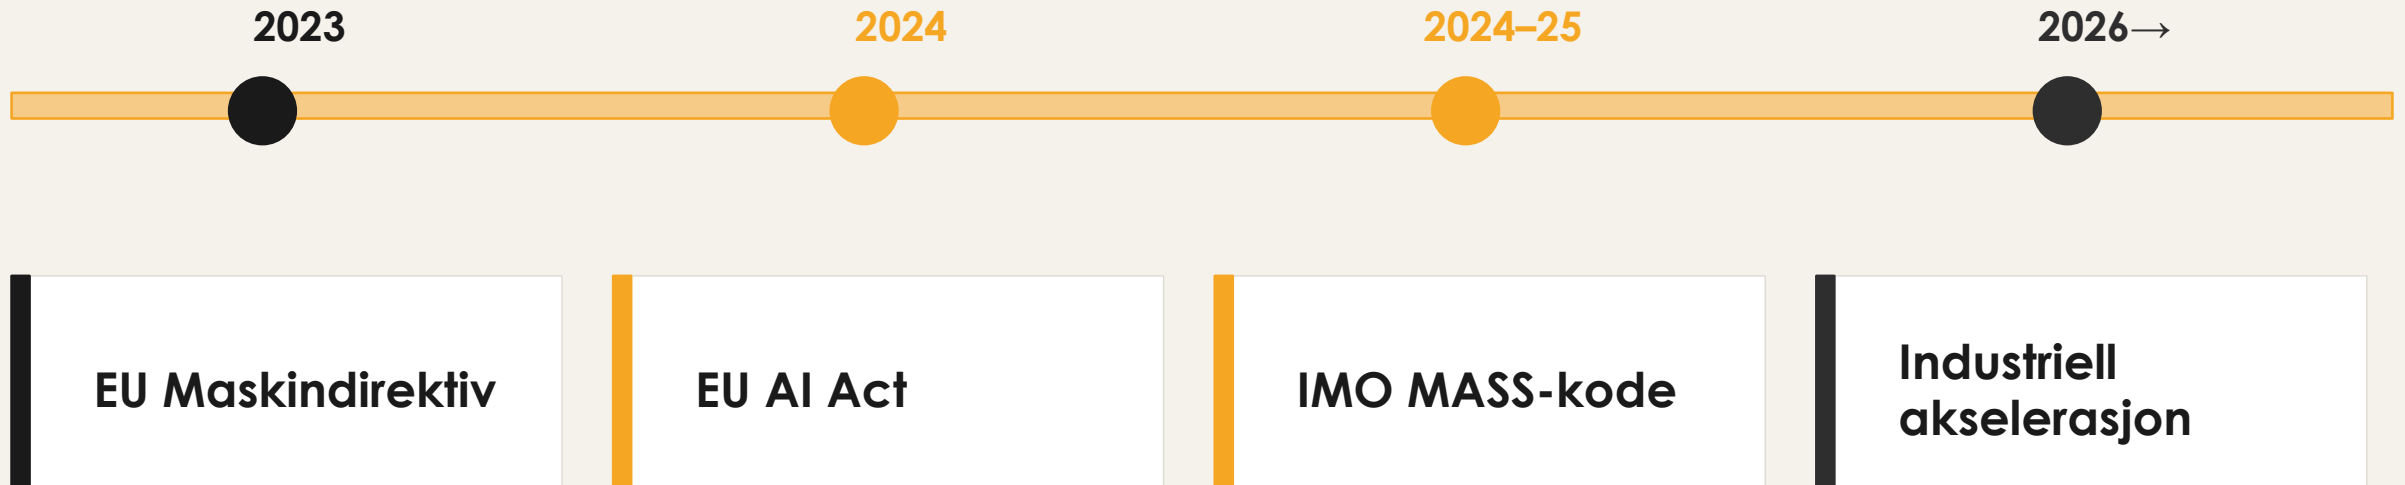 2023
2024
2024–25
2026→
EU Maskindirektiv
EU AI Act
IMO MASS-kode
Industriell
akselerasjon